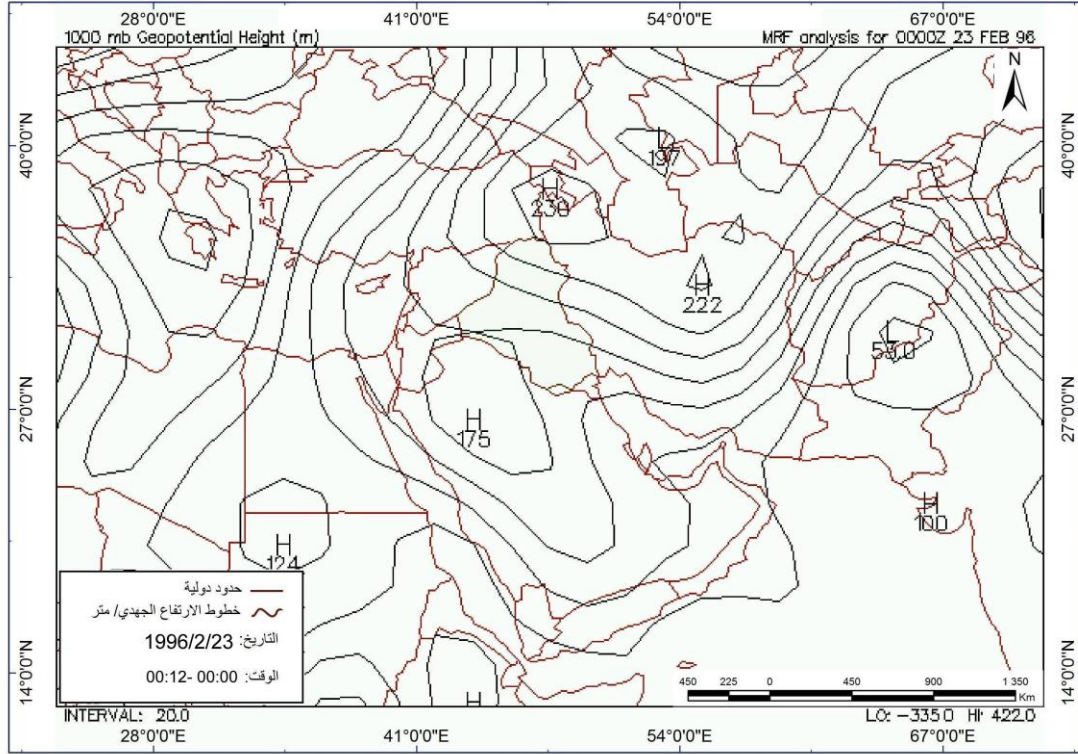 28°0'0"E 41°0'0"E 54°0'0"E 67°0'0"E
1000 mb Geopotential Height (m) MRF analysis for 0000Z 23 FEB 96
N
40°0'0"N 40°0'0"N
L
197
H
230
H
222
L
53.0
27°0'0"N 27°0'0"N
H
175
H
100
H
124
حدود دولية
خطوط الارتفاع الجهدي/ متر
التاريخ: 1996/2/23
الوقت: 00:00 -00:12
14°0'0"N 14°0'0"N
H
450 225 0 450 900 1350
Km
INTERVAL: 20.0 LO: -335.0 HI: 422.0
28°0'0"E 41°0'0"E 54°0'0"E 67°0'0"E